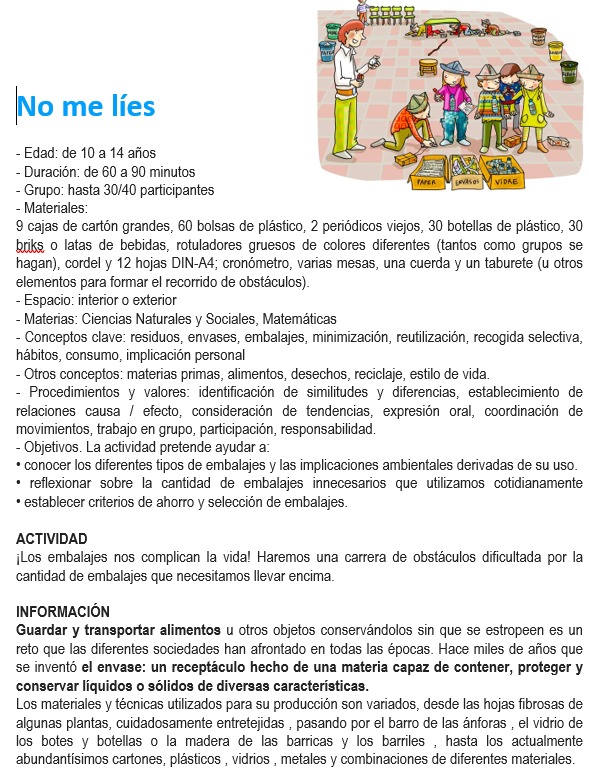 No me líes
PAPER
ENVASOS
VIDRE
- Edad: de 10 a 14 años
- Duración: de 60 a 90 minutos
- Grupo: hasta 30/40 participantes
- Materiales:
9 cajas de cartón grandes, 60 bolsas de plástico, 2 periódicos viejos, 30 botellas de plástico, 30
briks o latas de bebidas, rotuladores gruesos de colores diferentes (tantos como grupos se
hagan), cordel y 12 hojas DIN-A4; cronómetro, varias mesas, una cuerda y un taburete (u otros
elementos para formar el recorrido de obstáculos).
- Espacio: interior o exterior
- Materias: Ciencias Naturales y Sociales, Matemáticas
- Conceptos clave: residuos, envases, embalajes, minimización, reutilización, recogida selectiva,
hábitos, consumo, implicación personal
- Otros conceptos: materias primas, alimentos, desechos, reciclaje, estilo de vida.
- Procedimientos y valores: identificación de similitudes y diferencias, establecimiento de
relaciones causa / efecto, consideración de tendencias, expresión oral, coordinación de
movimientos, trabajo en grupo, participación, responsabilidad.
- Objetivos. La actividad pretende ayudar a:
• conocer los diferentes tipos de embalajes y las implicaciones ambientales derivadas de su uso.
• reflexionar sobre la cantidad de embalajes innecesarios que utilizamos cotidianamente
• establecer criterios de ahorro y selección de embalajes.
ACTIVIDAD
¡Los embalajes nos complican la vida! Haremos una carrera de obstáculos dificultada por la
cantidad de embalajes que necesitamos llevar encima.
INFORMACIÓN
Guardar y transportar alimentos u otros objetos conservándolos sin que se estropeen es un
reto que las diferentes sociedades han afrontado en todas las épocas. Hace miles de años que
se inventó el envase: un receptáculo hecho de una materia capaz de contener, proteger y
conservar líquidos o sólidos de diversas características.
Los materiales y técnicas utilizados para su producción son variados, desde las hojas fibrosas de
algunas plantas, cuidadosamente entretejidas , pasando por el barro de las ánforas , el vidrio de
los botes y botellas o la madera de las barricas y los barriles , hasta los actualmente
abundantísimos cartones, plásticos , vidrios , metales y combinaciones de diferentes materiales.